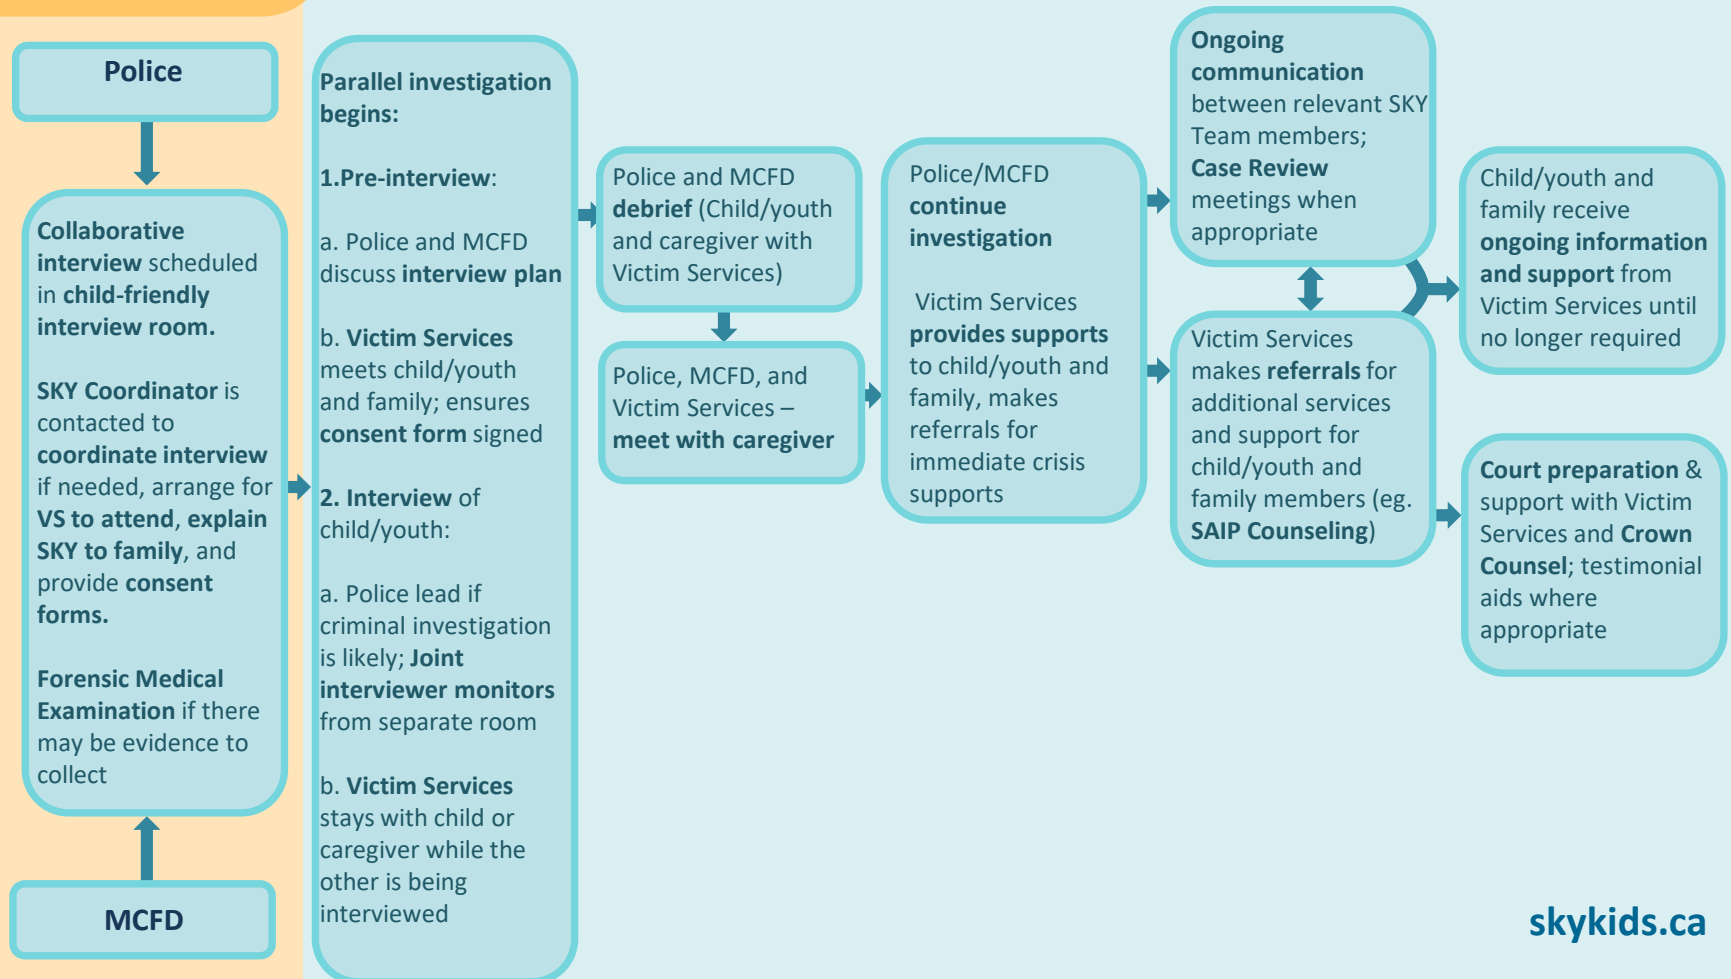 Police
Collaborative
interview scheduled
in child-friendly
interview room.
SKY Coordinator is
contacted to
coordinate interview
if needed, arrange for
VS to attend, explain
SKY to family, and
provide consent
forms.
Forensic Medical
Examination if there
may be evidence to
collect
MCFD
Parallel investigation
begins:
1.Pre-interview:
a. Police and MCFD
discuss interview plan
b. Victim Services
meets child/youth
and family; ensures
consent form signed
2. Interview of
child/youth:
a. Police lead if
criminal investigation
is likely; Joint
interviewer monitors
from separate room
b. Victim Services
stays with child or
caregiver while the
other is being
interviewed
Police and MCFD
debrief (Child/youth
and caregiver with
Victim Services)
Police, MCFD, and
Victim Services –
meet with caregiver
Police/MCFD
continue
investigation
Victim Services
provides supports
to child/youth and
family, makes
referrals for
immediate crisis
supports
Ongoing
communication
between relevant SKY
Team members;
Case Review
meetings when
appropriate
Victim Services
makes referrals for
additional services
and support for
child/youth and
family members (eg.
SAIP Counseling)
Child/youth and
family receive
ongoing information
and support from
Victim Services until
no longer required
Court preparation &
support with Victim
Services and Crown
Counsel; testimonial
aids where
appropriate
skykids.ca